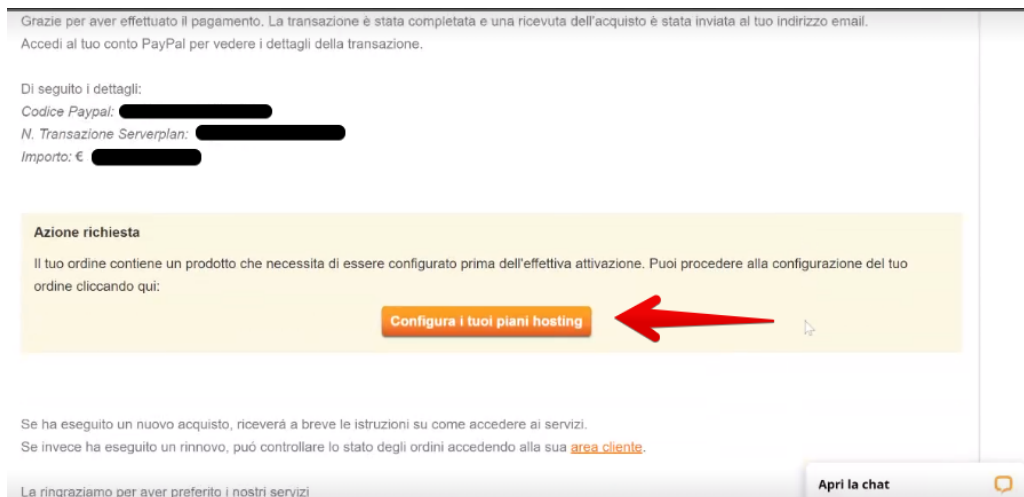 Grazie per aver effettuato il pagamento. La transazione è stata completata e una ricevuta dell'acquisto è stata inviata al tuo indirizzo email.
Accedi al tuo conto PayPal per vedere i dettagli della transazione.
Di seguito i dettagli:
Codice Paypal:
N. Transazione Serverplan:
Importo: €
Azione richiesta
Il tuo ordine contiene un prodotto che necessita di essere configurato prima dell'effettiva attivazione. Puoi procedere alla configurazione del tuo
ordine cliccando qui:
Configura i tuoi piani hosting
Se ha eseguito un nuovo acquisto, riceverá a breve le istruzioni su come accedere ai servizi.
Se invece ha eseguito un rinnovo, puó controllare lo stato degli ordini accedendo alla sua area cliente.
La ringraziamo per aver preferito i nostri servizi
Apri la chat